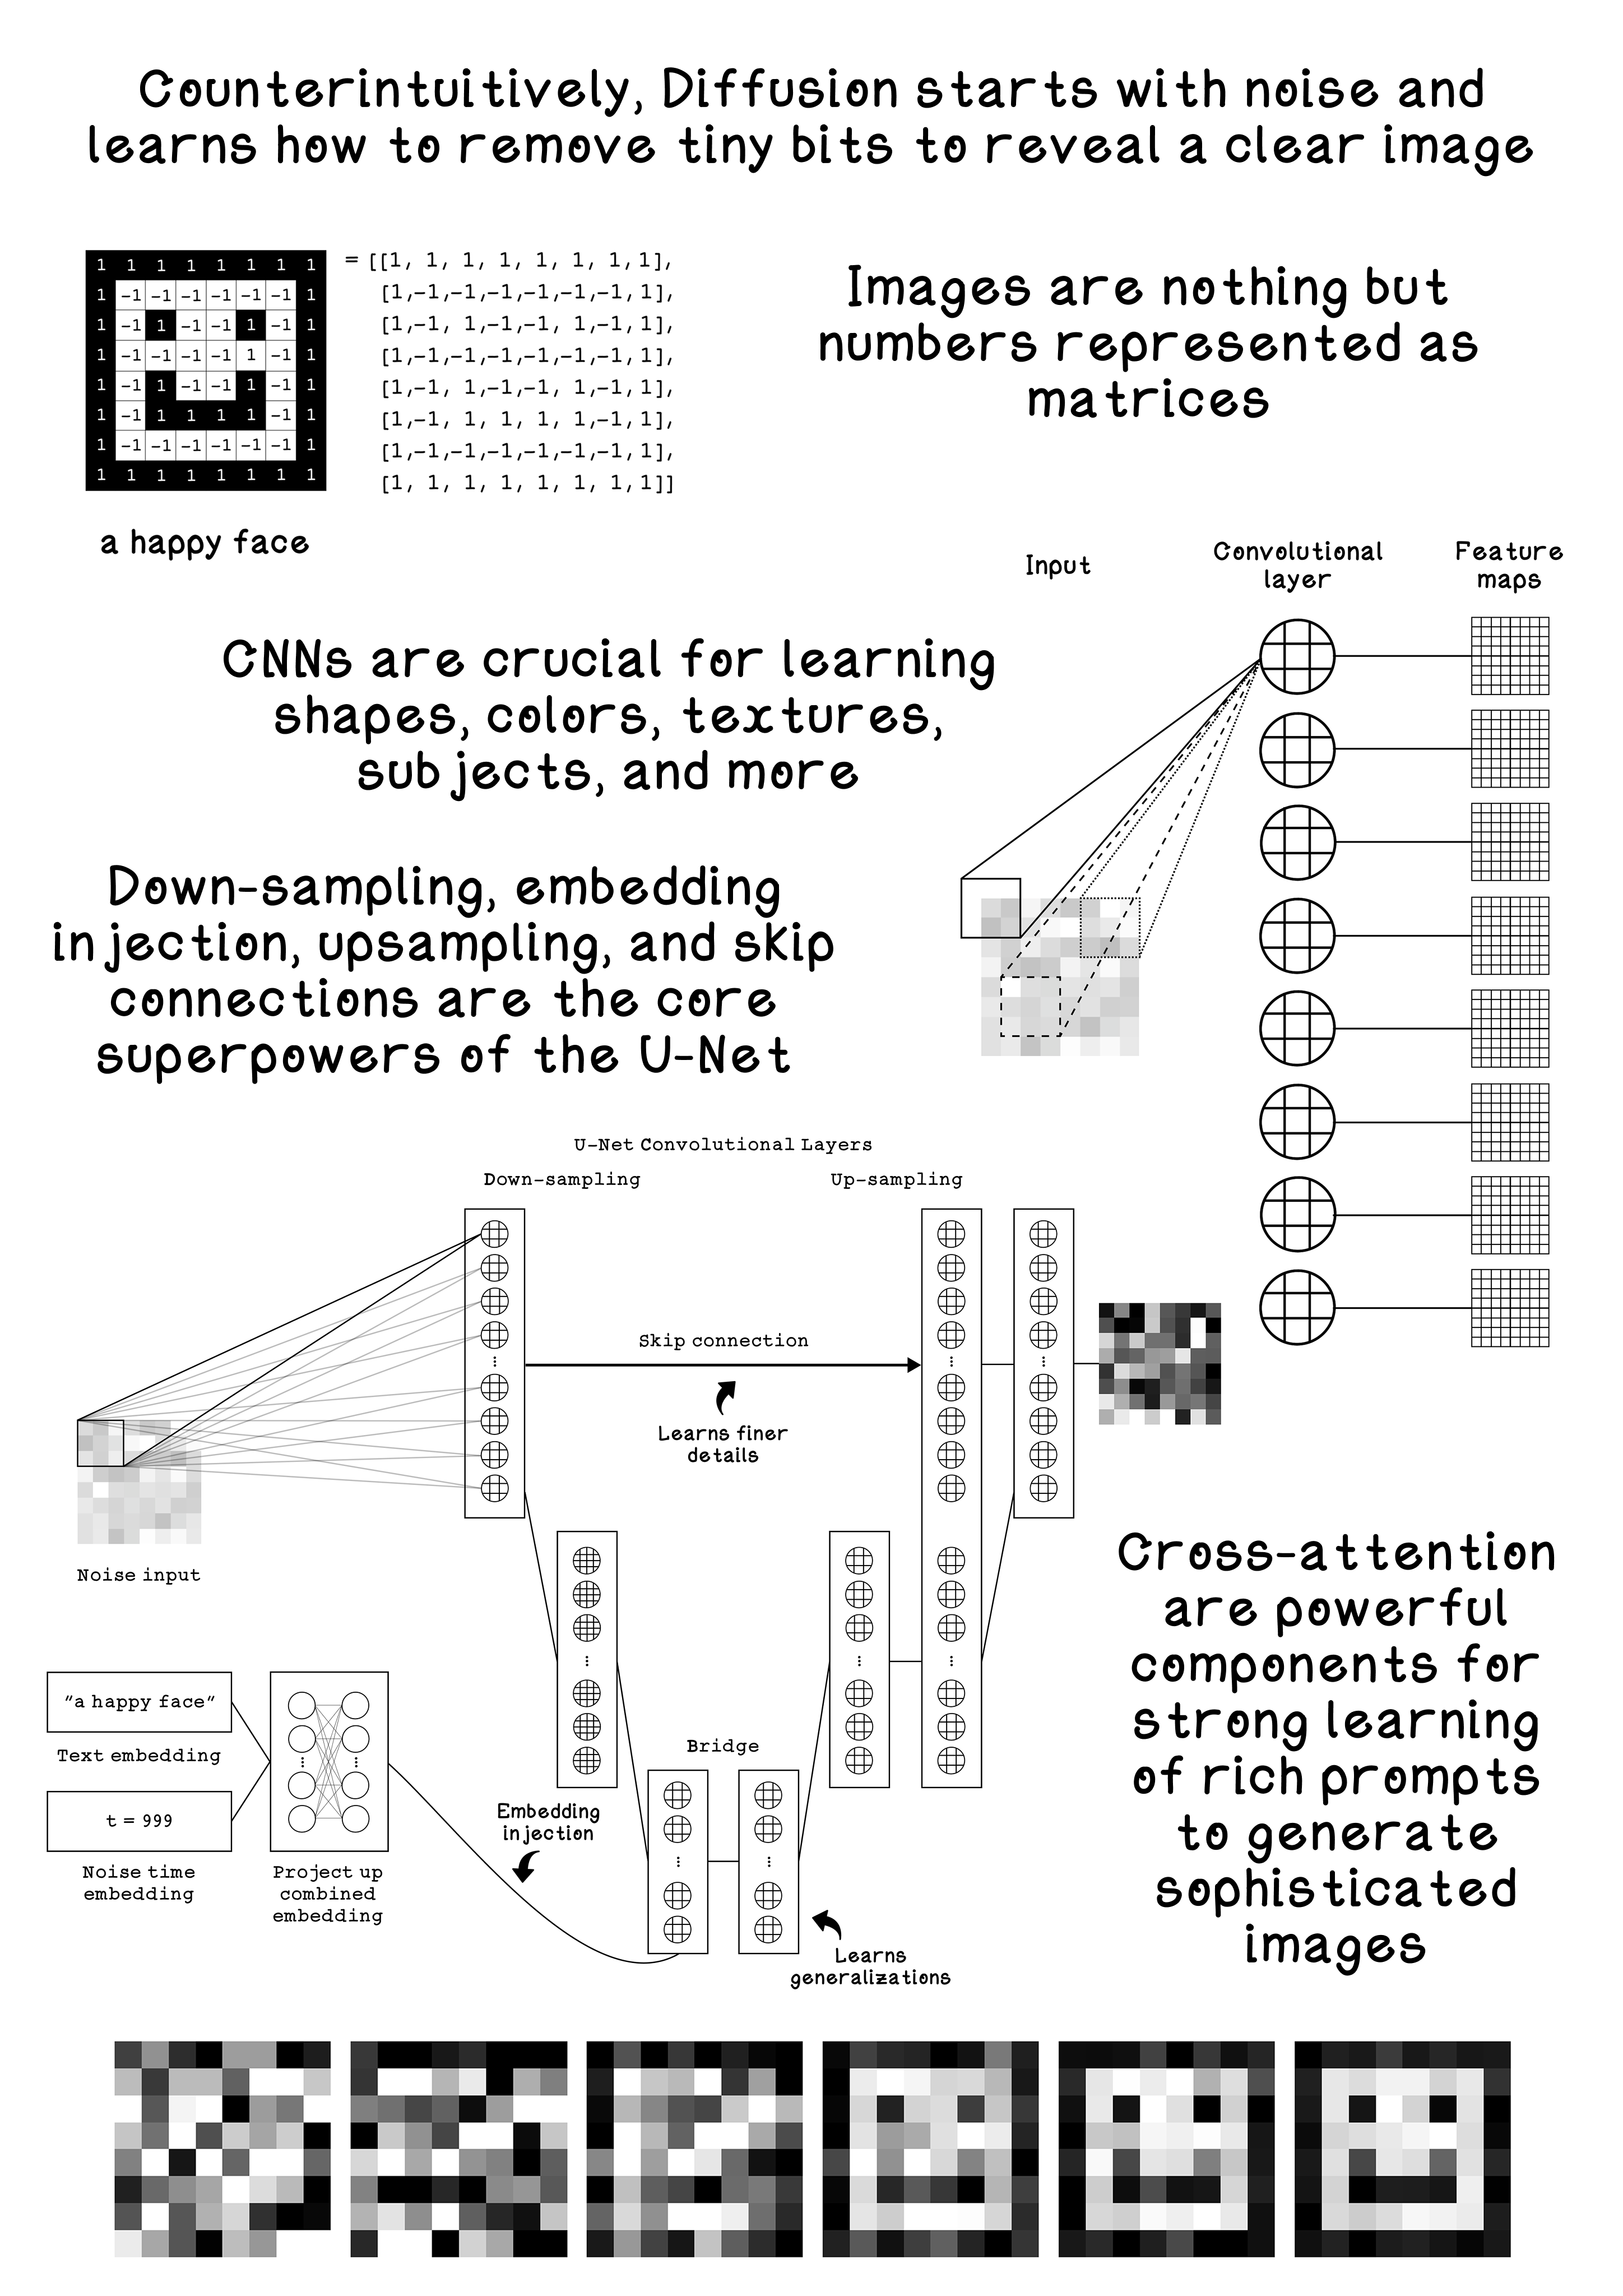 Counterintuitively, Diffusion starts with noise and
learns how to remove tiny bits to reveal a clear image
1 1 1 1 1 1 1 1
1 -1 -1 -1 -1 -1 -1 1
1 -1 1 -1 -1 1 -1 1
1 -1 -1 -1 -1 1 -1 1
1 -1 1 -1 -1 1 -1 1
1 -1 1 1 1 1 -1 1
1 -1 -1 -1 -1 -1 -1 1
1 1 1 1 1 1 1 1
= [[1, 1, 1, 1, 1, 1, 1,1],
[1,-1,-1,-1,-1,-1,-1, 1],
[1,-1, 1,-1,-1, 1,-1, 1],
[1,-1,-1,-1,-1,-1,-1, 1],
[1,-1, 1,-1,-1, 1,-1, 1],
[1,-1, 1, 1, 1, 1,-1, 1],
[1,-1,-1,-1,-1,-1,-1, 1],
[1, 1, 1, 1, 1, 1, 1,1]]
a happy face
Images are nothing but
numbers represented as
matrices
Input
Convolutional
layer
Feature
maps
CNNs are crucial for learning
shapes, colors, textures,
subjects, and more
Down-sampling, embedding
injection, upsampling, and skip
connections are the core
superpowers of the U-Net
U-Net Convolutional Layers
Down-sampling
Up-sampling
Skip connection
Learns finer
details
Noise input
"a happy face"
Text embedding
t = 999
Noise time
embedding
Project up
combined
embedding
Embedding
injection
Bridge
Learns
generalizations
Cross-attention
are powerful
components for
strong learning
of rich prompts
to generate
sophisticated
images